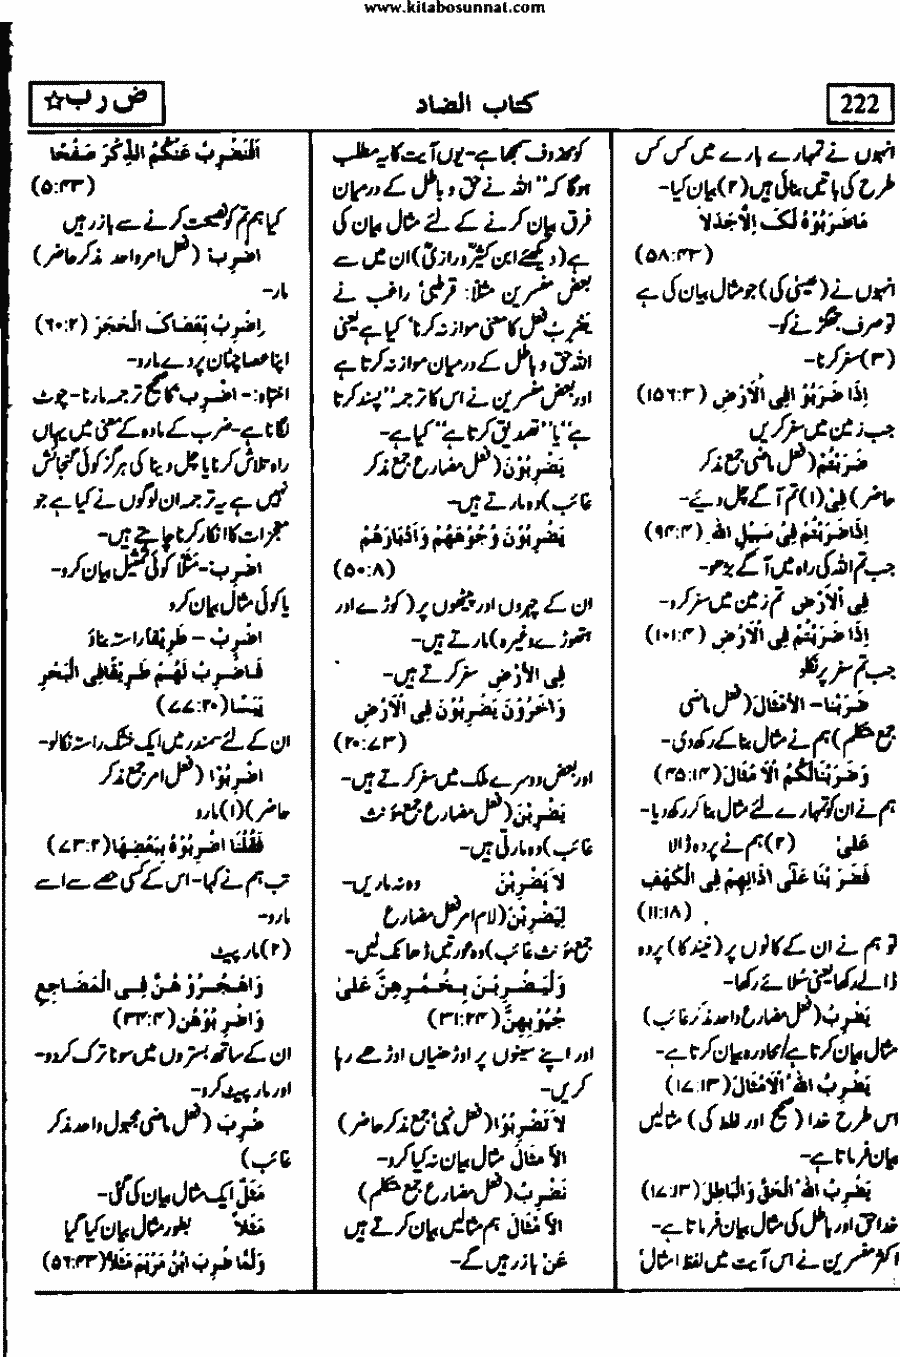 www.kitabosunnat.com
222
کتاب الضاد
ض ر ب ☆
انہوں نے تمہارے بارے میں کس کس
طرح کی باتیں بنائی ہیں (۲) بیان کیا۔
مَاضَرَبُوْهُ لَکَ اِلَّاجَدَلًا
(۵۸:۴۳)
انہوں نے (عیسیٰ کی) جو مثال بیان کی ہے
تو صرف جھگڑنے کو۔
(۳) سفر کرنا۔
اِذَا ضَرَبُوْا فِی الْاَرْضِ (۱۵۶:۳)
جب زمین میں سفر کریں
ضَرَبْتُمْ (فعل ماضی جمع مذکر
حاضر) فِیْ (۱) تم آگے چل دیئے۔
اِذَاضَرَبْتُمْ فِیْ سَبِیْلِ اللّٰهِ (۹۴:۴)
جب تم اللہ کی راہ میں آگے بڑھو۔
فِی الْاَرْضِ تم زمین میں سفر کرو۔
اِذَا ضَرَبْتُمْ فِی الْاَرْضِ (۱۰۱:۴)
جب تم سفر پر نکلو
ضَرَبْنَا۔ الْاَمْثَالَ (فعل ماضی
جمع متکلم) ہم نے مثال بنا کے رکھ دی۔
وَضَرَبْنَالَکُمُ الْاَمْثَالَ (۴۵:۱۴)
ہم نے ان کو تمہارے لئے مثال بنا کر رکھ دیا۔
عَلیٰ (۲) ہم نے پردہ ڈالا
فَضَرَبْنَا عَلٰی اٰذَانِهِمْ فِی الْکَهْفِ
(۱۱:۱۸)
تو ہم نے ان کے کانوں پر (نیند کا) پردہ
ڈالے رکھا یعنی سُلائے رکھا۔
یَضْرِبُ (فعل مضارع واحد مذکر غائب)
مثال بیان کرتا ہے/محاورہ بیان کرتا ہے۔
یَضْرِبُ اللّٰهُ الْاَمْثَالَ (۱۷:۱۳)
اس طرح خدا (صحیح اور غلط کی) مثالیں
بیان فرماتا ہے۔
یَضْرِبُ اللّٰهُ الْحَقَّ وَالْبَاطِلَ (۱۷:۱۳)
خدا حق اور باطل کی مثال بیان فرماتا ہے۔
اکثر مفسرین نے اس آیت میں لفظ امثالُ
کو محذوف سمجھا ہے۔ یوں آیت کا یہ مطلب
ہوگا کہ "اللہ نے حق و باطل کے درمیان
فرق بیان کرنے کے لئے مثال بیان کی
ہے (دیکھئے ابن کثیرؒ و رازیؒ) ان میں سے
بعض مفسرین مثلاً: قرطبیؒ راغب نے
یضرب فعل کا معنی موازنہ کرنا' کیا ہے یعنی
اللہ حق و باطل کے درمیان موازنہ کرتا ہے
اور بعض مفسرین نے اس کا ترجمہ "پسند کرتا
ہے" یا "تصدیق کرتا ہے" کیا ہے۔
یَضْرِبُوْنَ (فعل مضارع جمع مذکر
غائب) وہ مارتے ہیں۔
یَضْرِبُوْنَ وُجُوْهَهُمْ وَاَدْبَارَهُمْ
(۵۰:۸)
ان کے چہروں اور پیٹھوں پر (کوڑے اور
ہتھوڑے وغیرہ) مارتے ہیں۔
فِی الْاَرْضِ سفر کرتے ہیں۔
وَاٰخَرُوْنَ یَضْرِبُوْنَ فِی الْاَرْضِ
(۲۰:۷۳)
اور بعض دوسرے ملک میں سفر کرتے ہیں۔
یَضْرِبْنَ (فعل مضارع جمع مؤنث
غائب) وہ مارتی ہیں۔
لَا یَضْرِبْنَ وہ نہ ماریں۔
لِیَضْرِبْنَ (لام امر فعل مضارع
جمع مؤنث غائب) وہ عورتیں ڈھانک لیں۔
وَلْیَضْرِبْنَ بِخُمُرِهِنَّ عَلیٰ
جُیُوْبِهِنَّ (۳۱:۲۴)
اور اپنے سینوں پر اوڑھنیاں اوڑھے رہا
کریں۔
لَا تَضْرِبُوْا (فعل نہی جمع مذکر حاضر)
الْاَمْثَالَ مثال بیان نہ کیا کرو۔
نَضْرِبُ (فعل مضارع جمع متکلم)
الْاَمْثَالَ ہم مثالیں بیان کرتے ہیں
عَنْ باز رہیں گے۔
اَفَنَضْرِبُ عَنْکُمُ الذِّکْرَ صَفْحًا
(۵:۴۳)
کیا ہم تم کو نصیحت کرنے سے باز رہیں
اضْرِبْ (فعل امر واحد مذکر حاضر)
مار۔
اِضْرِبْ بِعَصَاکَ الْحَجَرَ (۶۰:۲)
اپنا عصا چٹان پر دے مارو۔
انتباہ:۔ اضرب کا صحیح ترجمہ مارنا۔ چوٹ
لگانا ہے۔ ضرب کے مادہ کے معنی میں یہاں
راہ تلاش کرنا یا چل دینا کی ہرگز کوئی گنجائش
نہیں ہے یہ ترجمہ ان لوگوں نے کیا ہے جو
معجزات کا انکار کرنا چاہتے ہیں۔
اضْرِبْ۔ مَثَلًا کوئی تمثیل بیان کرو۔
یا کوئی مثال بیان کرو
اضْرِبْ ۔ طَرِیْقًا راستہ بناؤ
فَاضْرِبْ لَهُمْ طَرِیْقًافِی الْبَحْرِ
یَبَسًا (۷۷:۲۰)
ان کے لئے سمندر میں ایک خشک راستہ نکالو۔
اضْرِبُوْا (فعل امر جمع مذکر
حاضر) (۱) مارو
فَقُلْنَا اضْرِبُوْهُ بِبَعْضِهَا (۷۳:۲)
تب ہم نے کہا۔ اس کے کسی حصے سے اسے
مارو۔
(۲) مار پیٹ
وَاهْجُرُوْهُنَّ فِی الْمَضَاجِعِ
وَاضْرِبُوْهُنَّ (۳۴:۴)
ان کے ساتھ بستروں میں سونا ترک کر دو۔
اور مار پیٹ کرو۔
ضُرِبَ (فعل ماضی مجہول واحد مذکر
غائب)
مَثَلٌ ایک مثال بیان کی گئی۔
مَثَلًا بطور مثال بیان کیا گیا
وَلَمَّا ضُرِبَ ابْنُ مَرْیَمَ مَثَلًا (۵۶:۴۳)